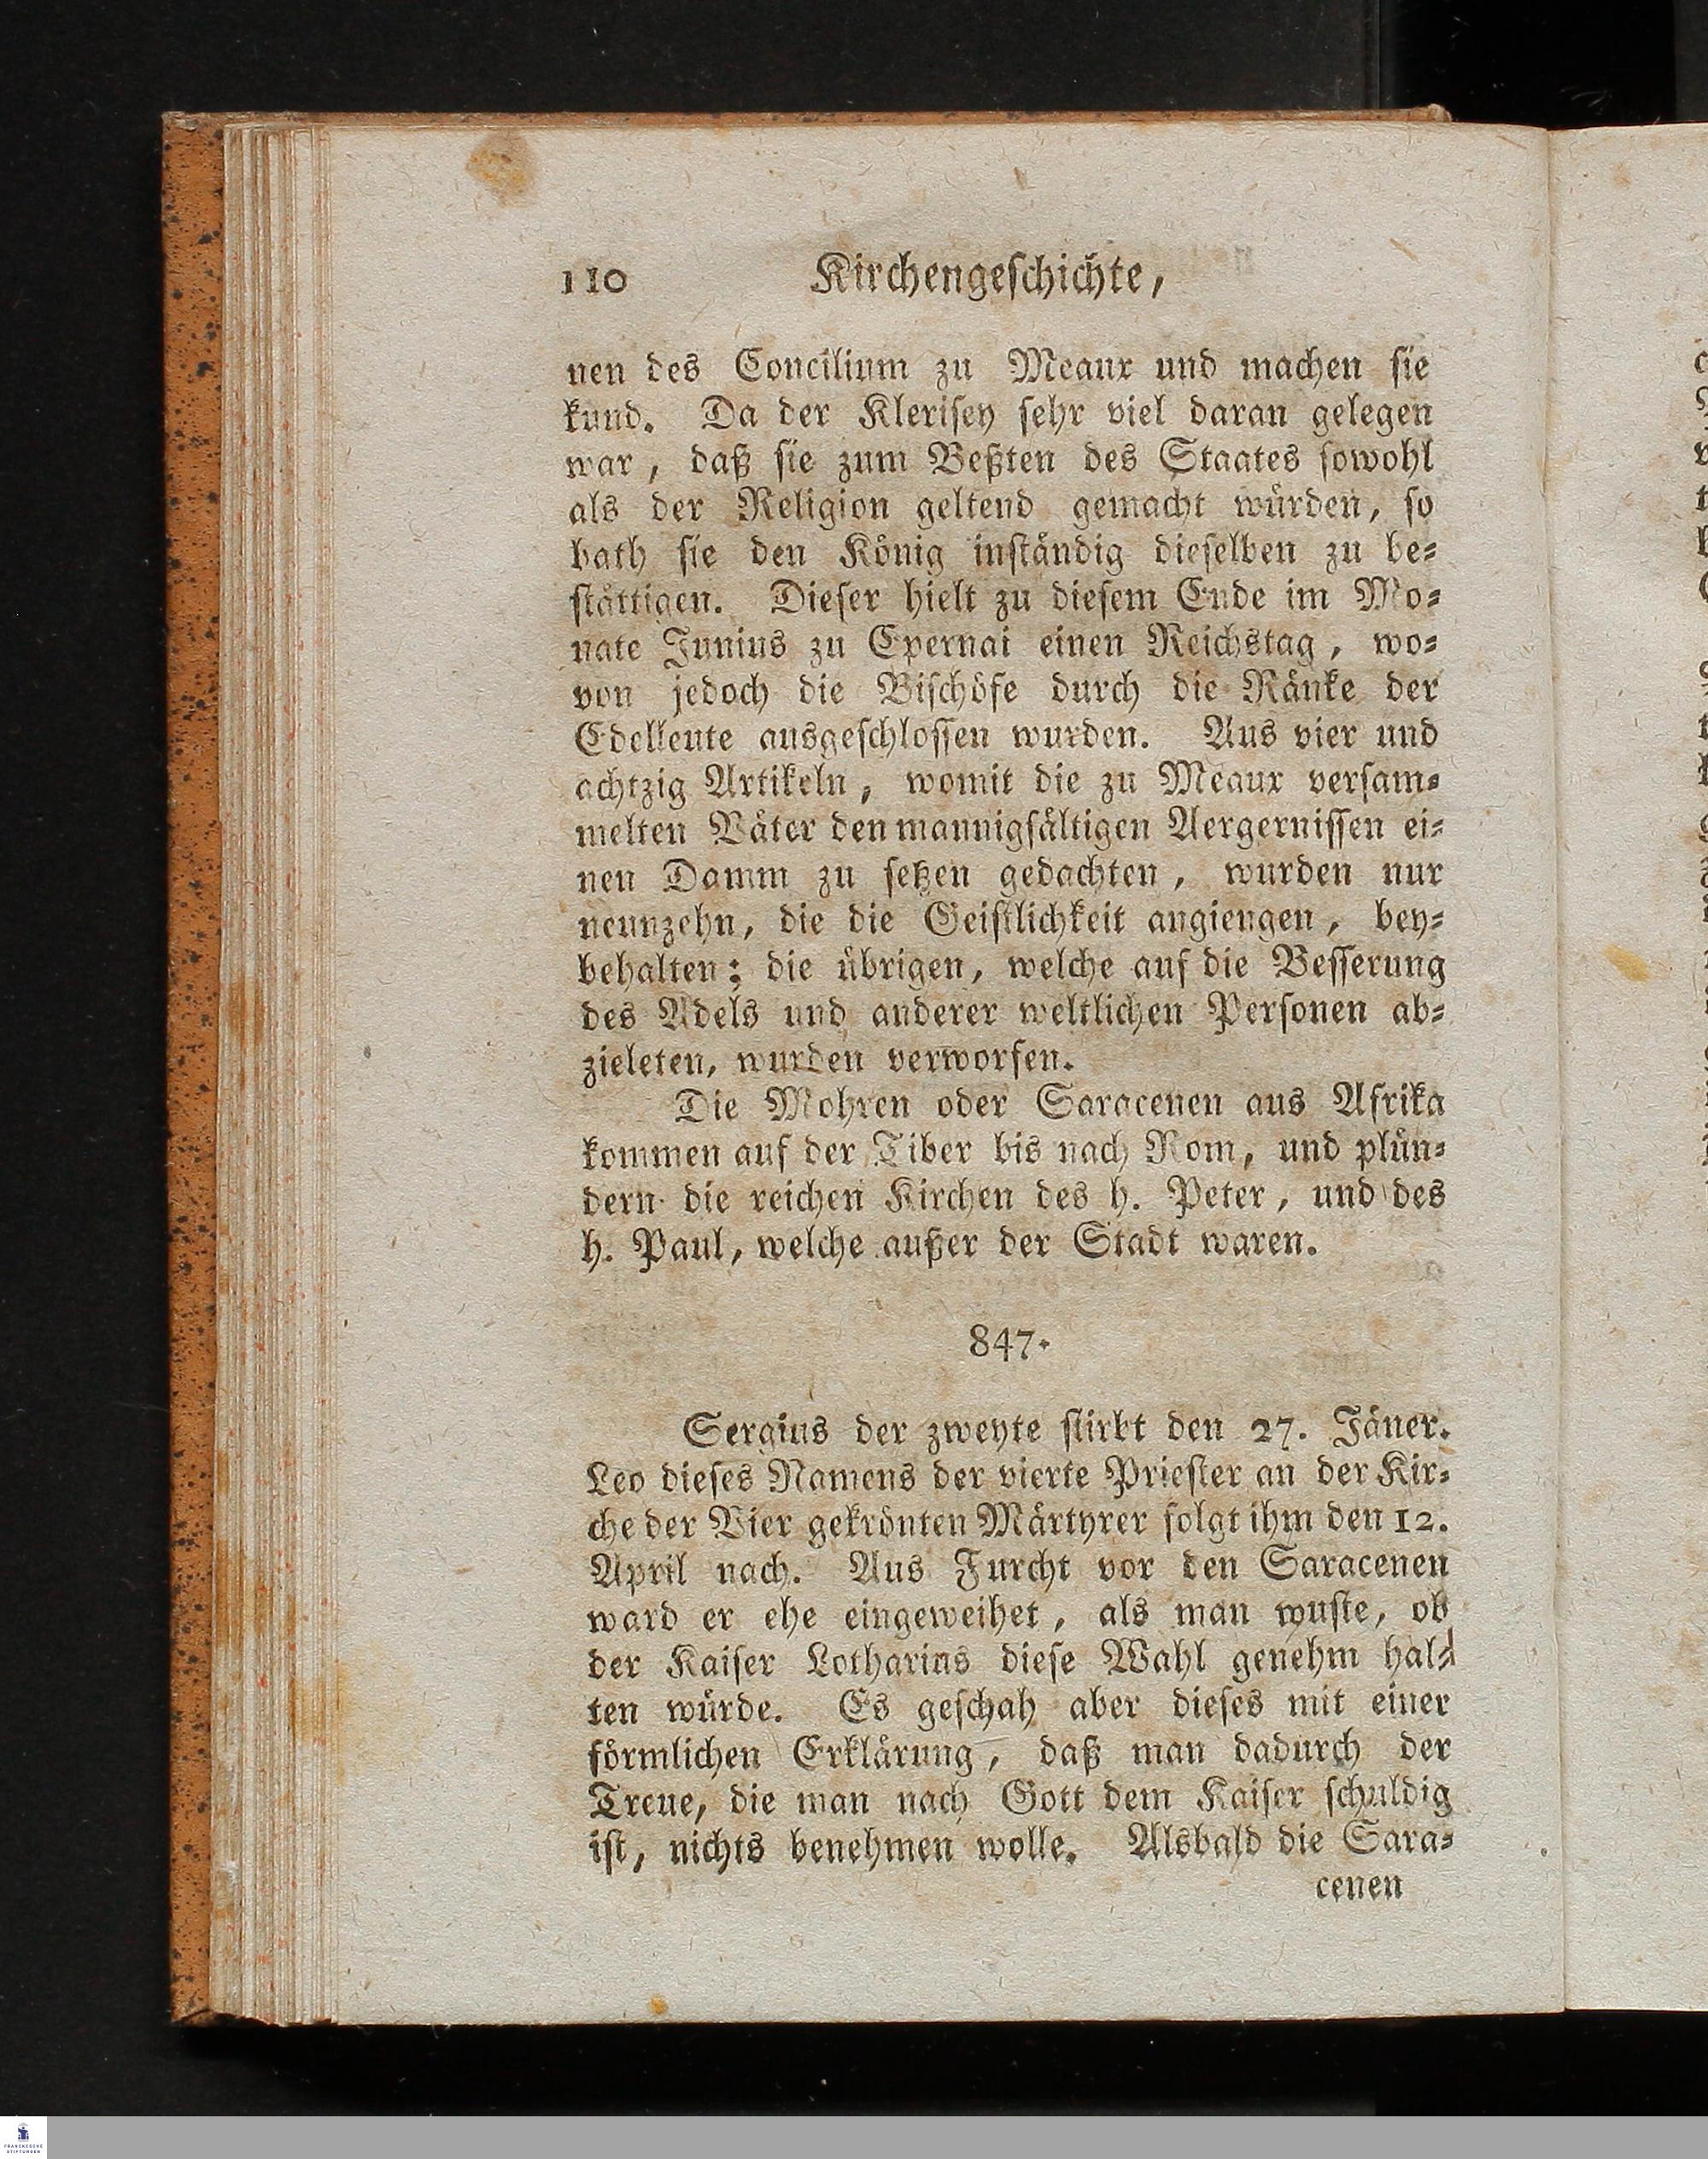 110 Kirchengeschichte,
nen des Concilium zu Meaux und machen sie
kund. Da der Klerisey sehr viel daran gelegen
war, daß sie zum Beßten des Staates sowohl
als der Religion geltend gemacht würden, so
bath sie den König inständig dieselben zu be-
stättigen. Dieser hielt zu diesem Ende im Mo-
nate Junius zu Epernai einen Reichstag, wo-
von jedoch die Bischöfe durch die Ränke der
Edelleute ausgeschlossen wurden. Aus vier und
achtzig Artikeln, womit die zu Meaux versam-
melten Väter den mannigfältigen Aergernissen ei-
nen Damm zu setzen gedachten, wurden nur
neunzehn, die die Geistlichkeit angiengen, bey-
behalten; die übrigen, welche auf die Besserung
des Adels und anderer weltlichen Personen ab-
zieleten, wurden verworfen.
Die Mohren oder Saracenen aus Afrika
kommen auf der Tiber bis nach Rom, und plün-
dern die reichen Kirchen des h. Peter, und des
h. Paul, welche außer der Stadt waren.
847.
Sergius der zweyte stirbt den 27. Jäner.
Leo dieses Namens der vierte Priester an der Kir-
che der Vier gekrönten Märtyrer folgt ihm den 12.
April nach. Aus Furcht vor den Saracenen
ward er ehe eingeweihet, als man wuste, ob
der Kaiser Lotharius diese Wahl genehm hal-
ten würde. Es geschah aber dieses mit einer
förmlichen Erklärung, daß man dadurch der
Treue, die man nach Gott dem Kaiser schuldig
ist, nichts benehmen wolle. Alsbald die Sara-
cenen
FRANCKESCHE
STIFTUNGEN